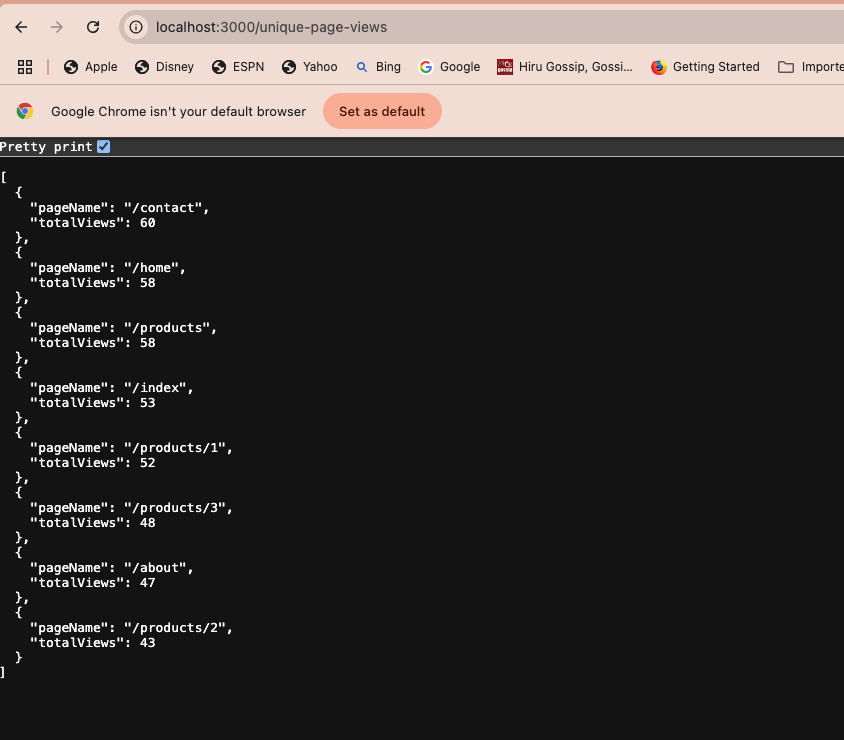 localhost:3000/unique-page-views
Apple Disney ESPN Yahoo Bing Google Hiru Gossip, Gossi... Getting Started Importe
Google Chrome isn't your default browser Set as default
Pretty print
[
  {
    "pageName": "/contact",
    "totalViews": 60
  },
  {
    "pageName": "/home",
    "totalViews": 58
  },
  {
    "pageName": "/products",
    "totalViews": 58
  },
  {
    "pageName": "/index",
    "totalViews": 53
  },
  {
    "pageName": "/products/1",
    "totalViews": 52
  },
  {
    "pageName": "/products/3",
    "totalViews": 48
  },
  {
    "pageName": "/about",
    "totalViews": 47
  },
  {
    "pageName": "/products/2",
    "totalViews": 43
  }
]